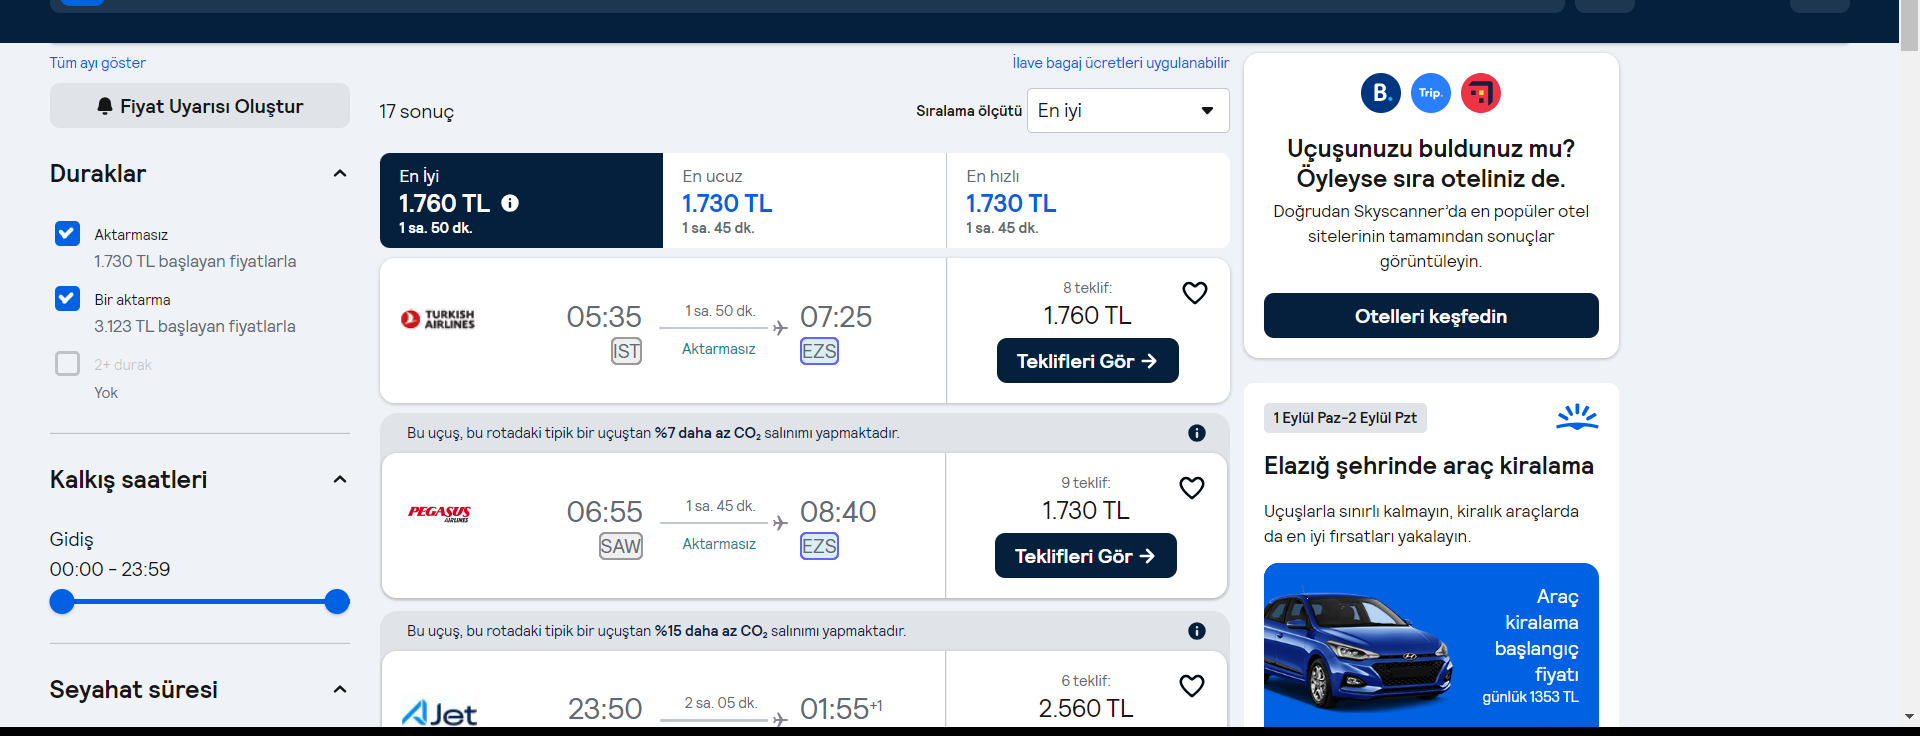 Tüm ayı göster
Fiyat Uyarısı Oluştur
Duraklar
Aktarmasız
1.730 TL başlayan fiyatlarla
Bir aktarma
3.123 TL başlayan fiyatlarla
2+ durak
Yok
Kalkış saatleri
Gidiş
00:00 - 23:59
Seyahat süresi
İlave bagaj ücretleri uygulanabilir
17 sonuç
Sıralama ölçütü
En iyi
En İyi
1.760 TL
1 sa. 50 dk.
En ucuz
1.730 TL
1 sa. 45 dk.
En hızlı
1.730 TL
1 sa. 45 dk.
TURKISH
AIRLINES
05:35
IST
1 sa. 50 dk.
Aktarmasız
07:25
EZS
8 teklif:
1.760 TL
Teklifleri Gör
Bu uçuş, bu rotadaki tipik bir uçuştan %7 daha az CO₂ salınımı yapmaktadır.
PEGASUS
AIRLINES
06:55
SAW
1 sa. 45 dk.
Aktarmasız
08:40
EZS
9 teklif:
1.730 TL
Teklifleri Gör
Bu uçuş, bu rotadaki tipik bir uçuştan %15 daha az CO₂ salınımı yapmaktadır.
AJet
23:50
2 sa. 05 dk.
01:55+1
6 teklif:
2.560 TL
B.
Trip.
Uçuşunuzu buldunuz mu?
Öyleyse sıra oteliniz de.
Doğrudan Skyscanner’da en popüler otel
sitelerinin tamamından sonuçlar
görüntüleyin.
Otelleri keşfedin
1 Eylül Paz-2 Eylül Pzt
Elazığ şehrinde araç kiralama
Uçuşlarla sınırlı kalmayın, kiralık araçlarda
da en iyi fırsatları yakalayın.
Araç
kiralama
başlangıç
fiyatı
günlük 1353 TL